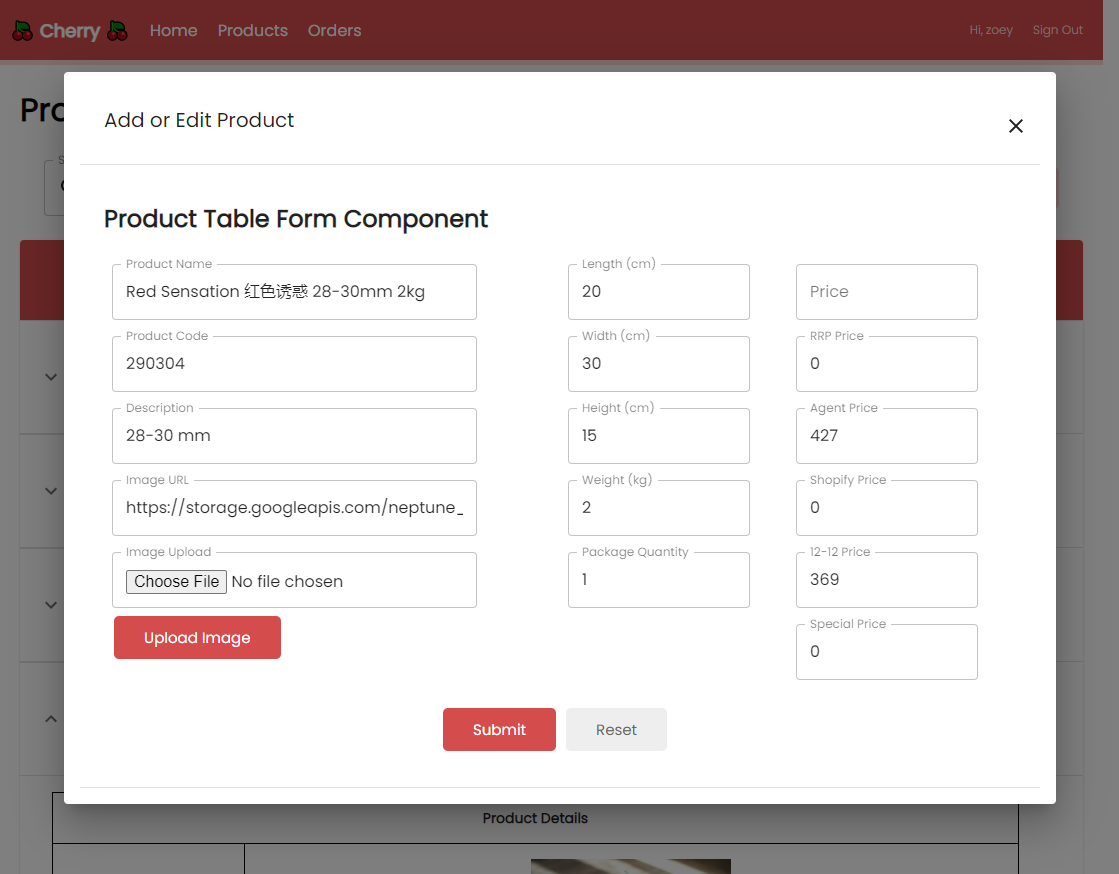 Cherry
Home Products Orders
Hi, zoey Sign Out
Pro
Add or Edit Product
Product Table Form Component
Product Name
Red Sensation 红色诱惑 28-30mm 2kg
Product Code
290304
Description
28-30 mm
Image URL
https://storage.googleapis.com/neptune_
Image Upload
Choose File No file chosen
Upload Image
Length (cm)
20
Width (cm)
30
Height (cm)
15
Weight (kg)
2
Package Quantity
1
Price
RRP Price
0
Agent Price
427
Shopify Price
0
12-12 Price
369
Special Price
0
Submit Reset
Product Details